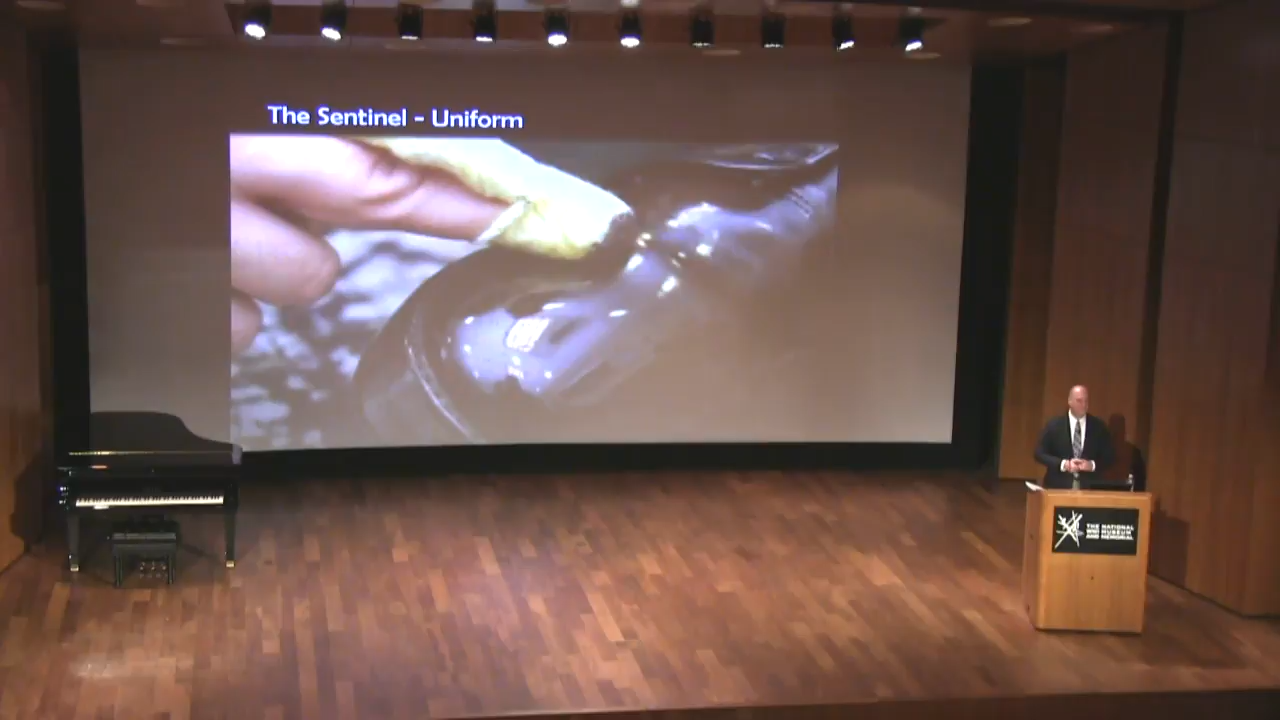 The Sentinel - Uniform
THE NATIONAL
WWI MUSEUM
AND MEMORIAL